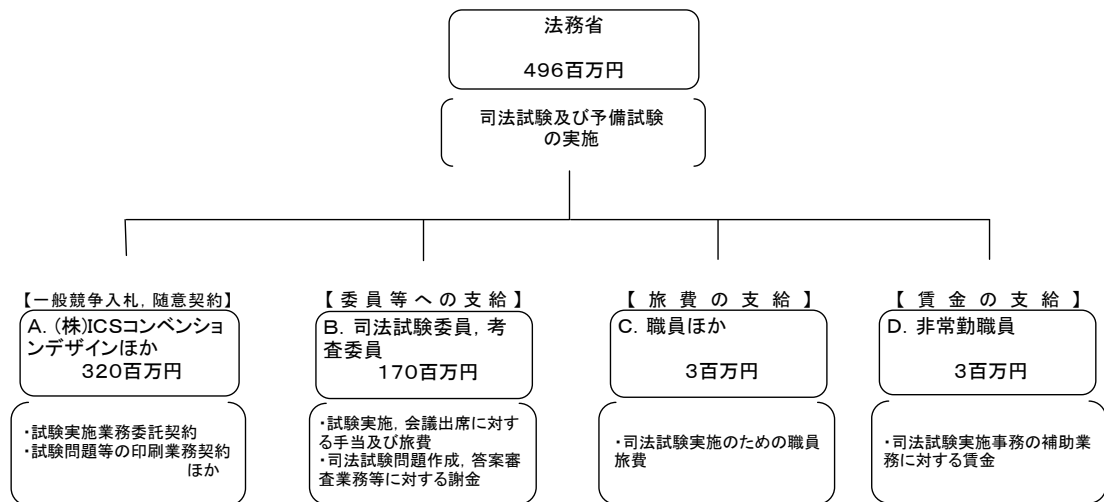 法務省
496百万円
司法試験及び予備試験
の実施
【一般競争入札，随意契約】
A．（株）ICSコンベンショ
ンデザインほか
320百万円
・試験実施業務委託契約
・試験問題等の印刷業務契約
ほか
【委員等への支給】
B．司法試験委員，考
査委員
170百万円
・試験実施，会議出席に対す
る手当及び旅費
・司法試験問題作成，答案審
査業務等に対する謝金
【旅費の支給】
C．職員ほか
3百万円
・司法試験実施のための職員
旅費
【賃金の支給】
D．非常勤職員
3百万円
・司法試験実施事務の補助業
務に対する賃金